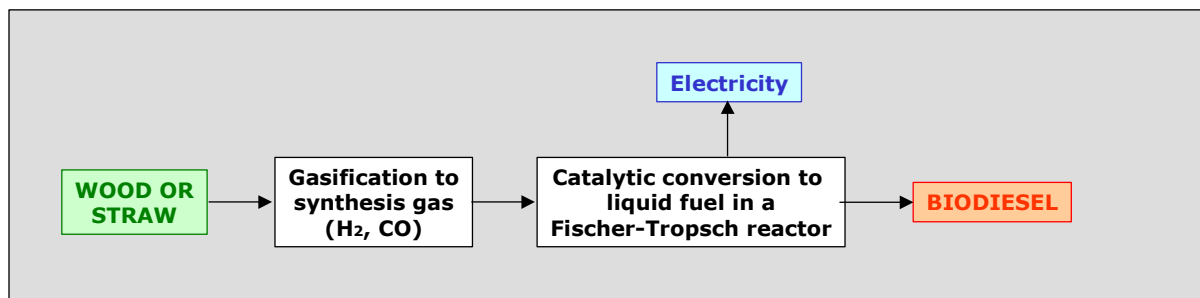 Electricity
WOOD OR
STRAW
Gasification to
synthesis gas
(H₂, CO)
Catalytic conversion to
liquid fuel in a
Fischer-Tropsch reactor
BIODIESEL